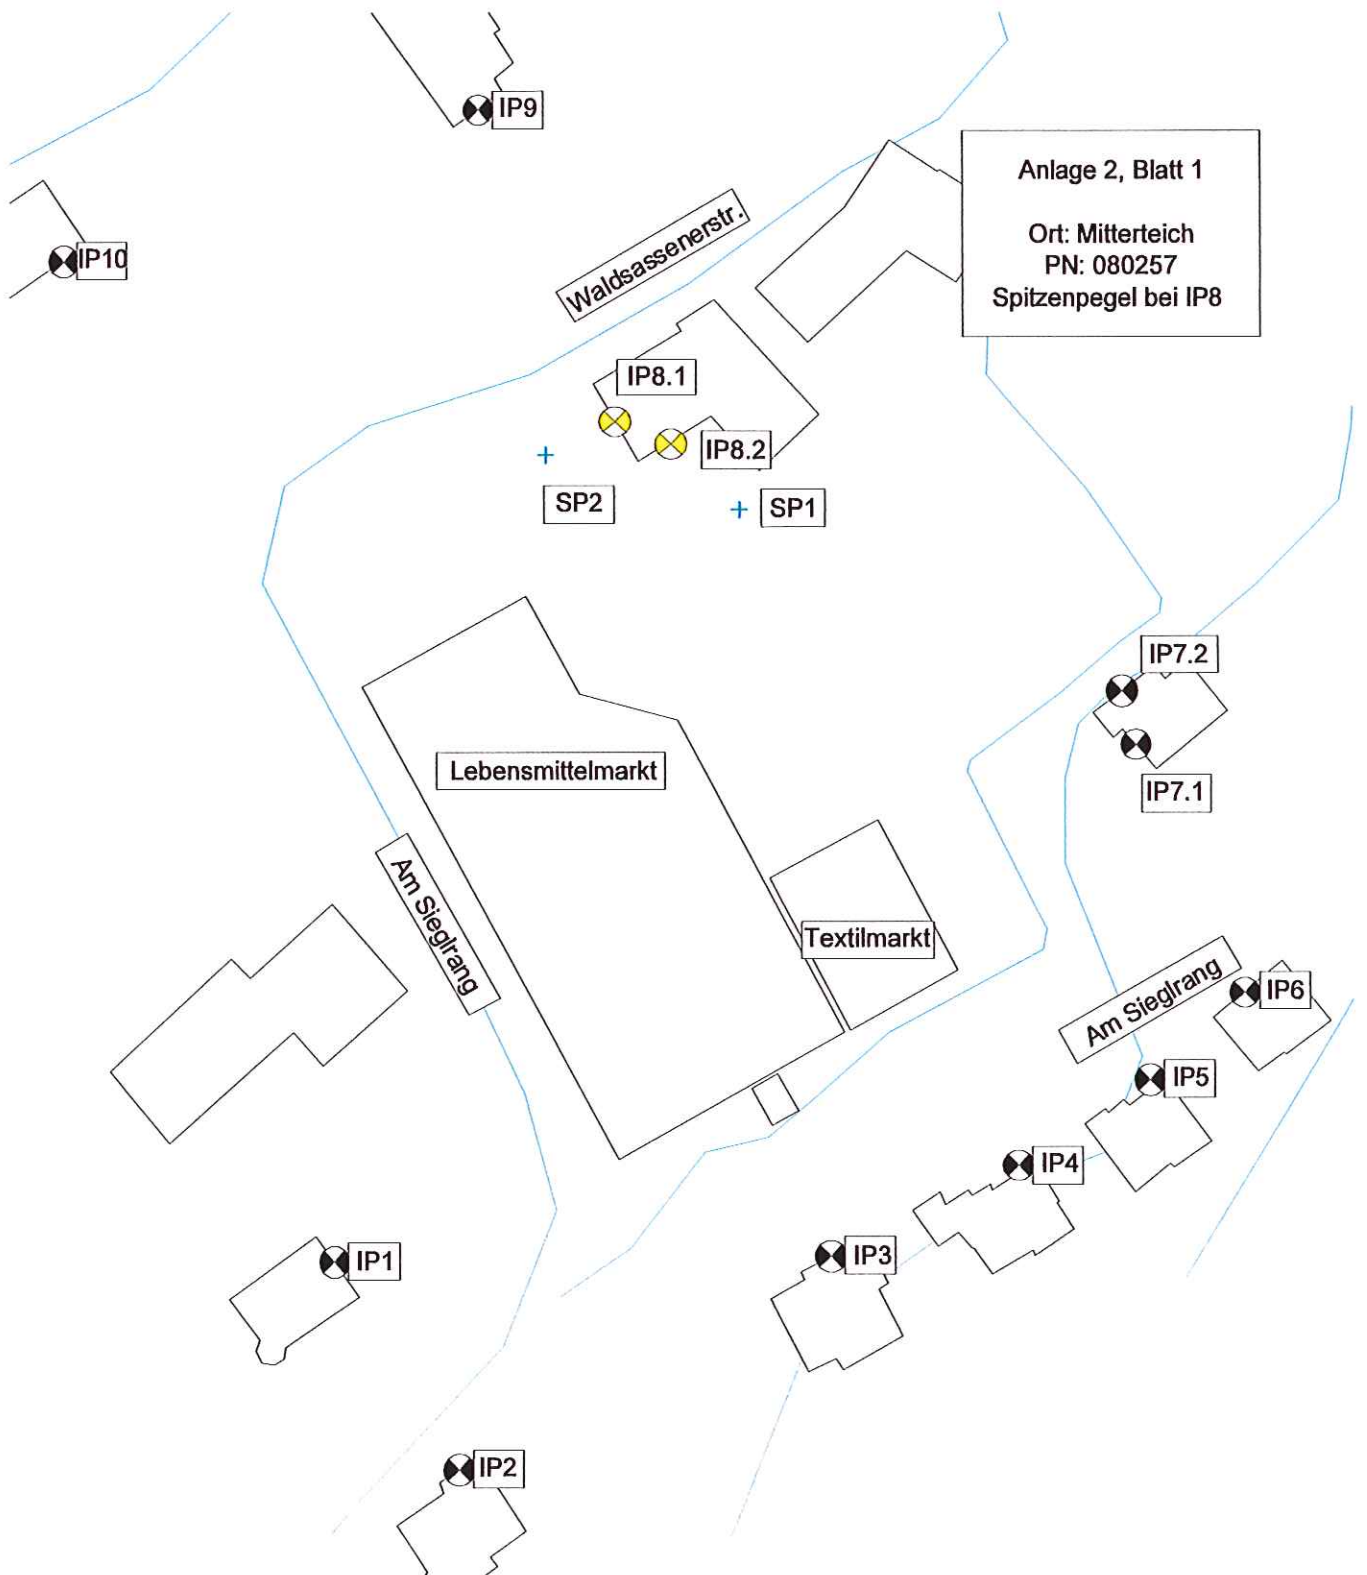 IP9
Anlage 2, Blatt 1
Ort: Mitterteich
PN: 080257
Spitzenpegel bei IP8
Waldsassenerstr.
IP10
IP8.1
IP8.2
SP2
SP1
IP7.2
Lebensmittelmarkt
IP7.1
Am Sieglrang
Textilmarkt
Am Sieglrang
IP6
IP5
IP4
IP3
IP1
IP2